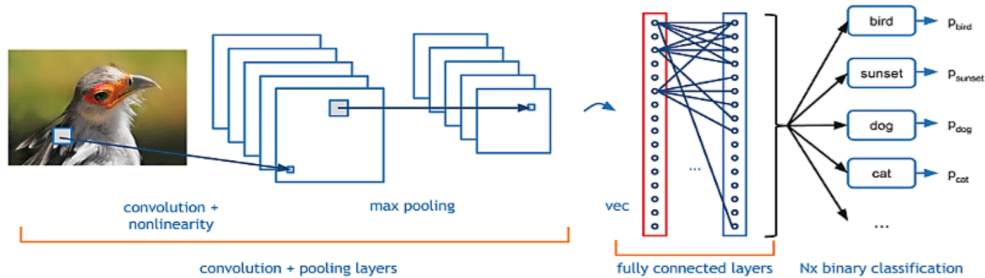 bird
p_bird
sunset
p_sunset
dog
p_dog
cat
p_cat
...
...
convolution +
nonlinearity
max pooling
vec
convolution + pooling layers
fully connected layers
Nx binary classification